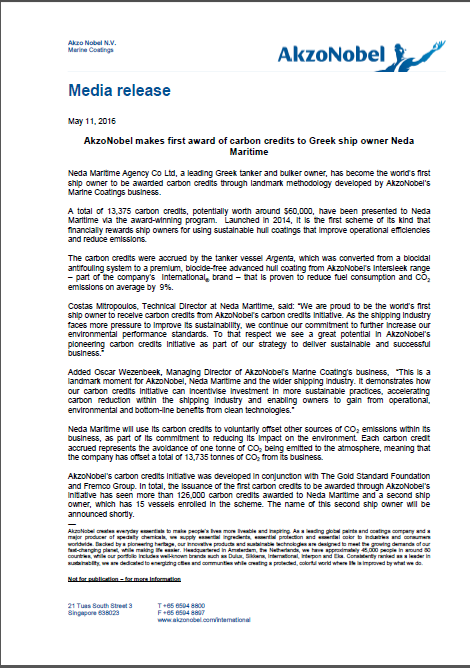 Akzo Nobel N.V.
Marine Coatings
AkzoNobel
Media release
May 11, 2016
AkzoNobel makes first award of carbon credits to Greek ship owner Neda
Maritime
Neda Maritime Agency Co Ltd, a leading Greek tanker and bulker owner, has become the world's first
ship owner to be awarded carbon credits through landmark methodology developed by AkzoNobel's
Marine Coatings business.
A total of 13,375 carbon credits, potentially worth around $60,000, have been presented to Neda
Maritime via the award-winning program.  Launched in 2014, it is the first scheme of its kind that
financially rewards ship owners for using sustainable hull coatings that improve operational efficiencies
and reduce emissions.
The carbon credits were accrued by the tanker vessel Argenta, which was converted from a biocidal
antifouling system to a premium, biocide-free advanced hull coating from AkzoNobel's Intersleek range
– part of the company's International® brand – that is proven to reduce fuel consumption and CO2
emissions on average by 9%.
Costas Mitropoulos, Technical Director at Neda Maritime, said: "We are proud to be the world's first
ship owner to receive carbon credits from AkzoNobel's carbon credits initiative. As the shipping industry
faces more pressure to improve its sustainability, we continue our commitment to further increase our
environmental performance standards. To that respect we see a great potential in AkzoNobel's
pioneering carbon credits initiative as part of our strategy to deliver sustainable and successful
business."
Added Oscar Wezenbeek, Managing Director of AkzoNobel's Marine Coating's business, "This is a
landmark moment for AkzoNobel, Neda Maritime and the wider shipping industry. It demonstrates how
our carbon credits initiative can incentivise investment in more sustainable practices, accelerating
carbon reduction within the shipping industry and enabling owners to gain from operational,
environmental and bottom-line benefits from clean technologies."
Neda Maritime will use its carbon credits to voluntarily offset other sources of CO2 emissions within its
business, as part of its commitment to reducing its impact on the environment. Each carbon credit
accrued represents the avoidance of one tonne of CO2 being emitted to the atmosphere, meaning that
the company has offset a total of 13,735 tonnes of CO2 from its business.
AkzoNobel's carbon credits initiative was developed in conjunction with The Gold Standard Foundation
and Fremco Group. In total, the issuance of the first carbon credits to be awarded through AkzoNobel's
initiative has seen more than 126,000 carbon credits awarded to Neda Maritime and a second ship
owner, which has 15 vessels enrolled in the scheme. The name of this second ship owner will be
announced shortly.
AkzoNobel creates everyday essentials to make people's lives more liveable and inspiring. As a leading global paints and coatings company and a
major producer of specialty chemicals, we supply essential ingredients, essential protection and essential color to industries and consumers
worldwide. Backed by a pioneering heritage, our innovative products and sustainable technologies are designed to meet the growing demands of our
fast-changing planet, while making life easier. Headquartered in Amsterdam, the Netherlands, we have approximately 45,000 people in around 80
countries, while our portfolio includes well-known brands such as Dulux, Sikkens, International, Interpon and Eka. Consistently ranked as a leader in
sustainability, we are dedicated to energizing cities and communities while creating a protected, colorful world where life is improved by what we do.
Not for publication – for more information
21 Tuas South Street 3 T +65 6594 8800
Singapore 638023 F +65 6594 8897
www.akzonobel.com/international